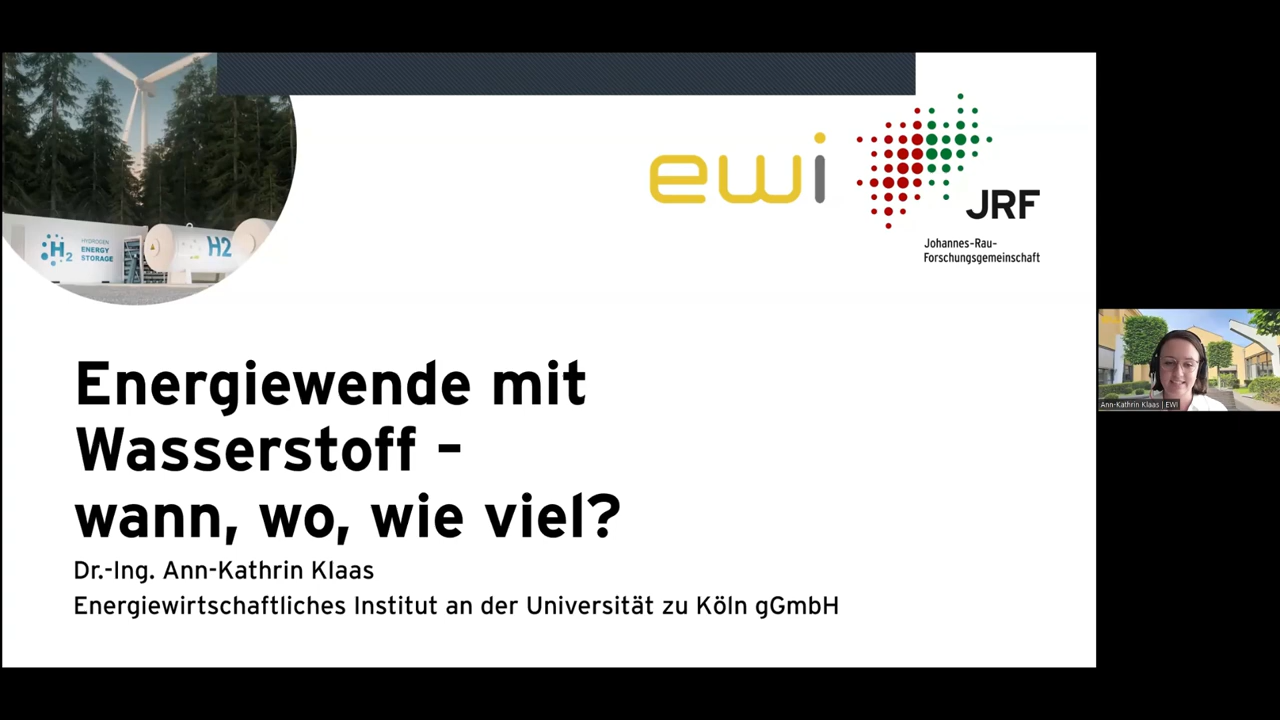 H2
HYDROGEN
ENERGY
STORAGE
H2
ewi
JRF
Johannes-Rau-
Forschungsgemeinschaft
Energiewende mit
Wasserstoff –
wann, wo, wie viel?
Dr.-Ing. Ann-Kathrin Klaas
Energiewirtschaftliches Institut an der Universität zu Köln gGmbH
Ann-Kathrin Klaas | EWI